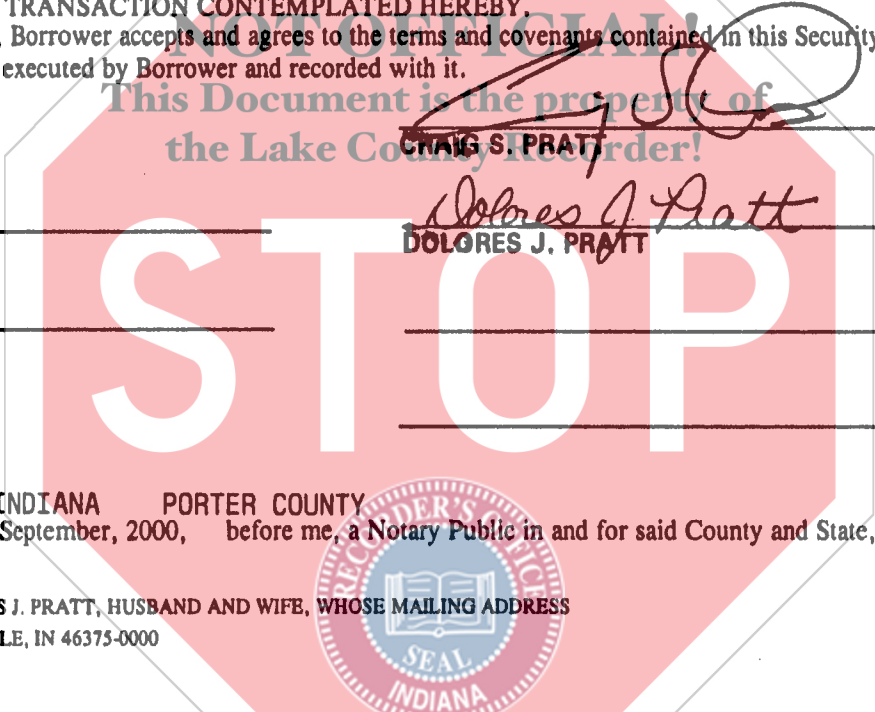 TRANSACTION CONTEMPLATED HEREBY.
NOT OFFICIAL!
, Borrower accepts and agrees to the terms and covenants contained in this Security
executed by Borrower and recorded with it.
This Document is the property of
the Lake County Recorder!
CRAIG S. PRATT
Dolores J. Pratt
DOLORES J. PRATT
STOP
INDIANA PORTER COUNTY
September, 2000, before me, a Notary Public in and for said County and State,
S J. PRATT, HUSBAND AND WIFE, WHOSE MAILING ADDRESS
LE, IN 46375-0000
RECORDER'S OFFICE
SEAL
INDIANA